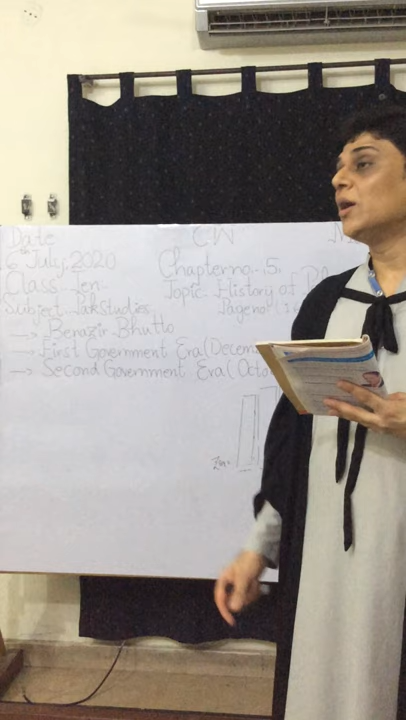 Date
CW
6th July, 2020
Chapter no. 5.
Class Ten
Topic History of
Subject PakStudies
Page no (
→ Benazir Bhutto
→ First Government Era (Decem
→ Second Government Era (Octo